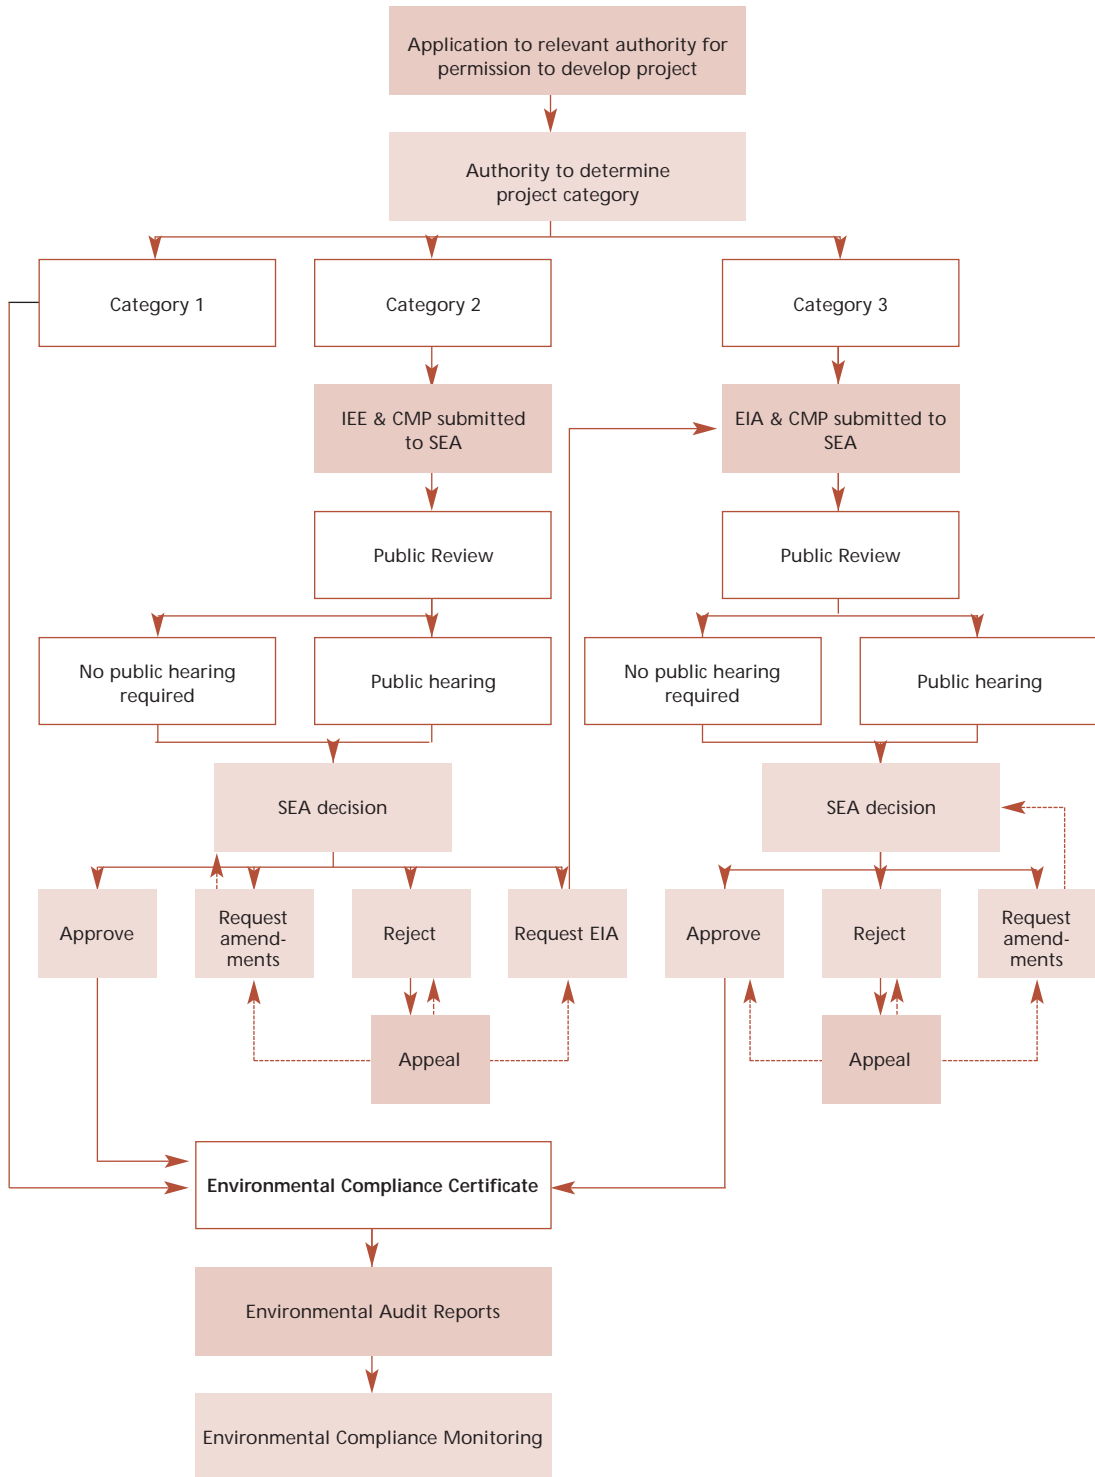 Application to relevant authority for
permission to develop project
Authority to determine
project category
Category 1
Category 2
Category 3
IEE & CMP submitted
to SEA
EIA & CMP submitted to
SEA
Public Review
Public Review
No public hearing
required
Public hearing
No public hearing
required
Public hearing
SEA decision
SEA decision
Approve
Request
amend-
ments
Reject
Request EIA
Approve
Reject
Request
amend-
ments
Appeal
Appeal
Environmental Compliance Certificate
Environmental Audit Reports
Environmental Compliance Monitoring